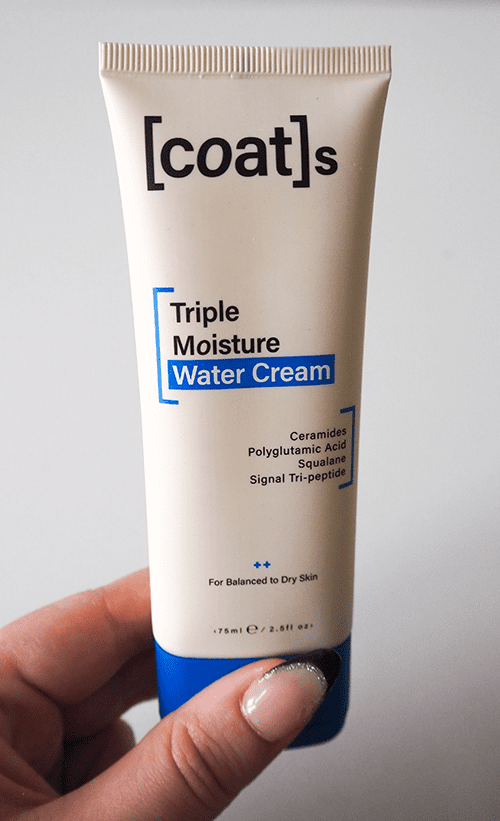 [coat]s
Triple
Moisture
Water Cream
Ceramides
Polyglutamic Acid
Squalane
Signal Tri-peptide
++
For Balanced to Dry Skin
<75ml ℮ / 2.5fl oz>